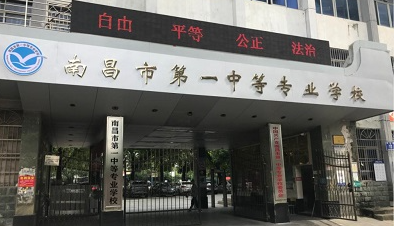 自由 平等 公正 法治
南昌市第一中等专业学校
南昌市第一中等专业学校